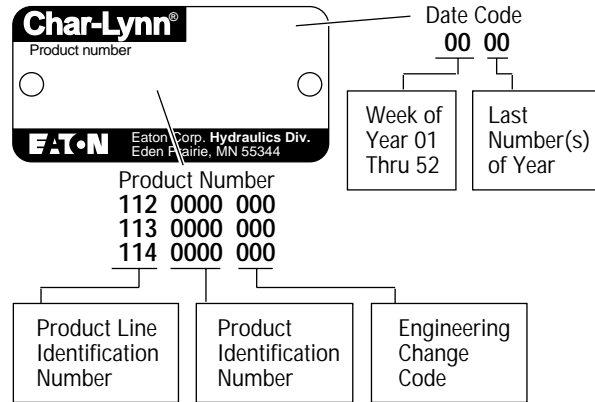 Char-Lynn®
Product number
EATON Eaton Corp. Hydraulics Div.
Eden Prairie, MN 55344
Date Code
00 00
Week of
Year 01
Thru 52
Last
Number(s)
of Year
Product Number
112 0000 000
113 0000 000
114 0000 000
Product Line
Identification
Number
Product
Identification
Number
Engineering
Change
Code